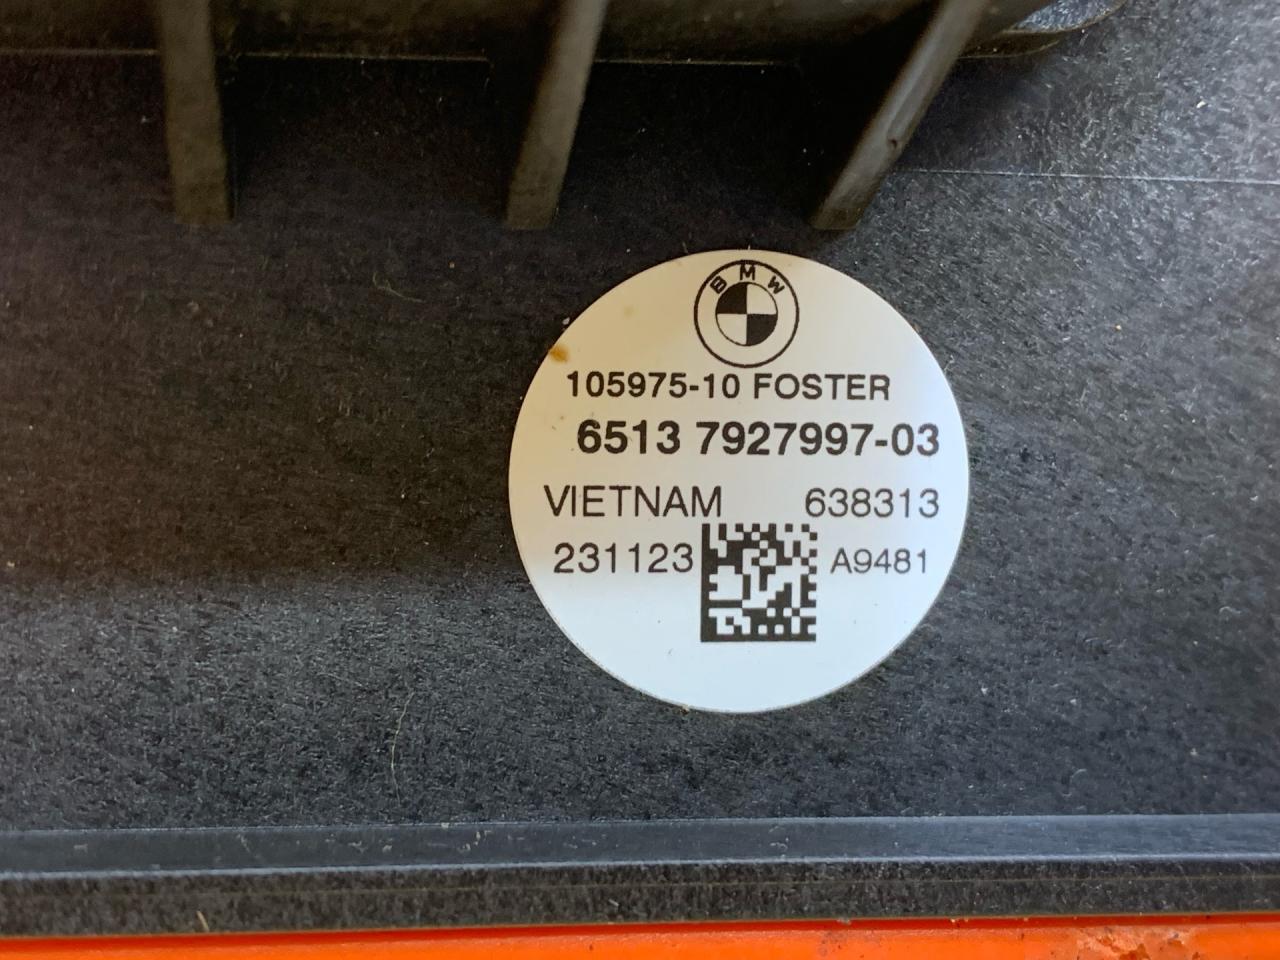 BMW
105975-10 FOSTER
6513 7927997-03
VIETNAM 638313
231123 A9481